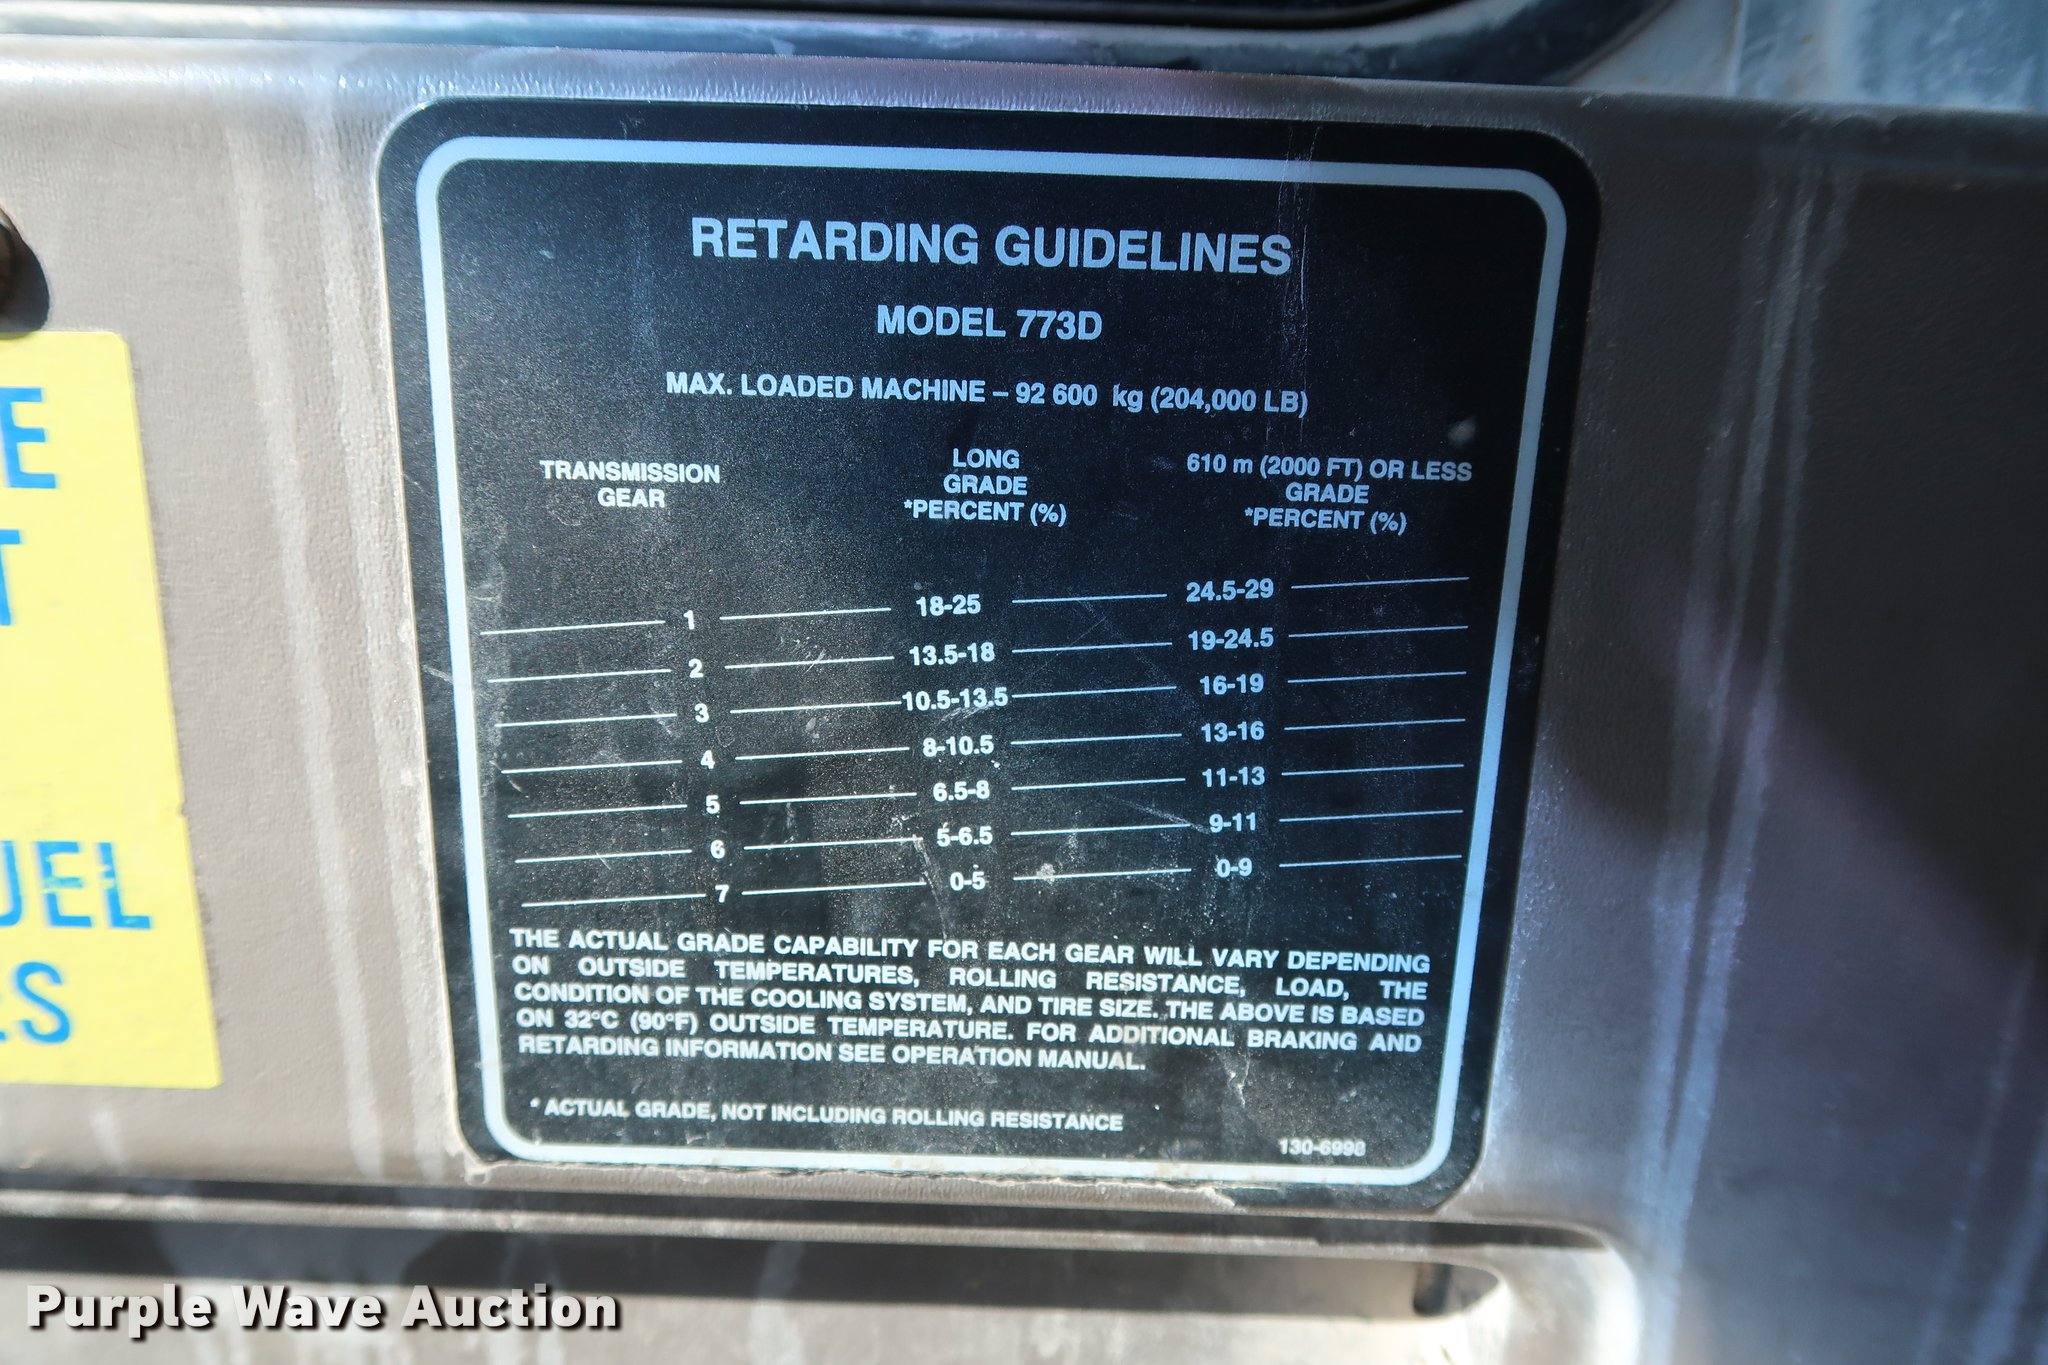 RETARDING GUIDELINES
MODEL 773D
MAX. LOADED MACHINE – 92 600 kg (204,000 LB)
TRANSMISSION GEAR
LONG GRADE *PERCENT (%)
610 m (2000 FT) OR LESS GRADE *PERCENT (%)
1 18-25 24.5-29
2 13.5-18 19-24.5
3 10.5-13.5 16-19
4 8-10.5 13-16
5 6.5-8 11-13
6 5-6.5 9-11
7 0-5 0-9
THE ACTUAL GRADE CAPABILITY FOR EACH GEAR WILL VARY DEPENDING
ON OUTSIDE TEMPERATURES, ROLLING RESISTANCE, LOAD, THE
CONDITION OF THE COOLING SYSTEM, AND TIRE SIZE. THE ABOVE IS BASED
ON 32°C (90°F) OUTSIDE TEMPERATURE. FOR ADDITIONAL BRAKING AND
RETARDING INFORMATION SEE OPERATION MANUAL.
* ACTUAL GRADE, NOT INCLUDING ROLLING RESISTANCE
130-6998
Purple Wave Auction